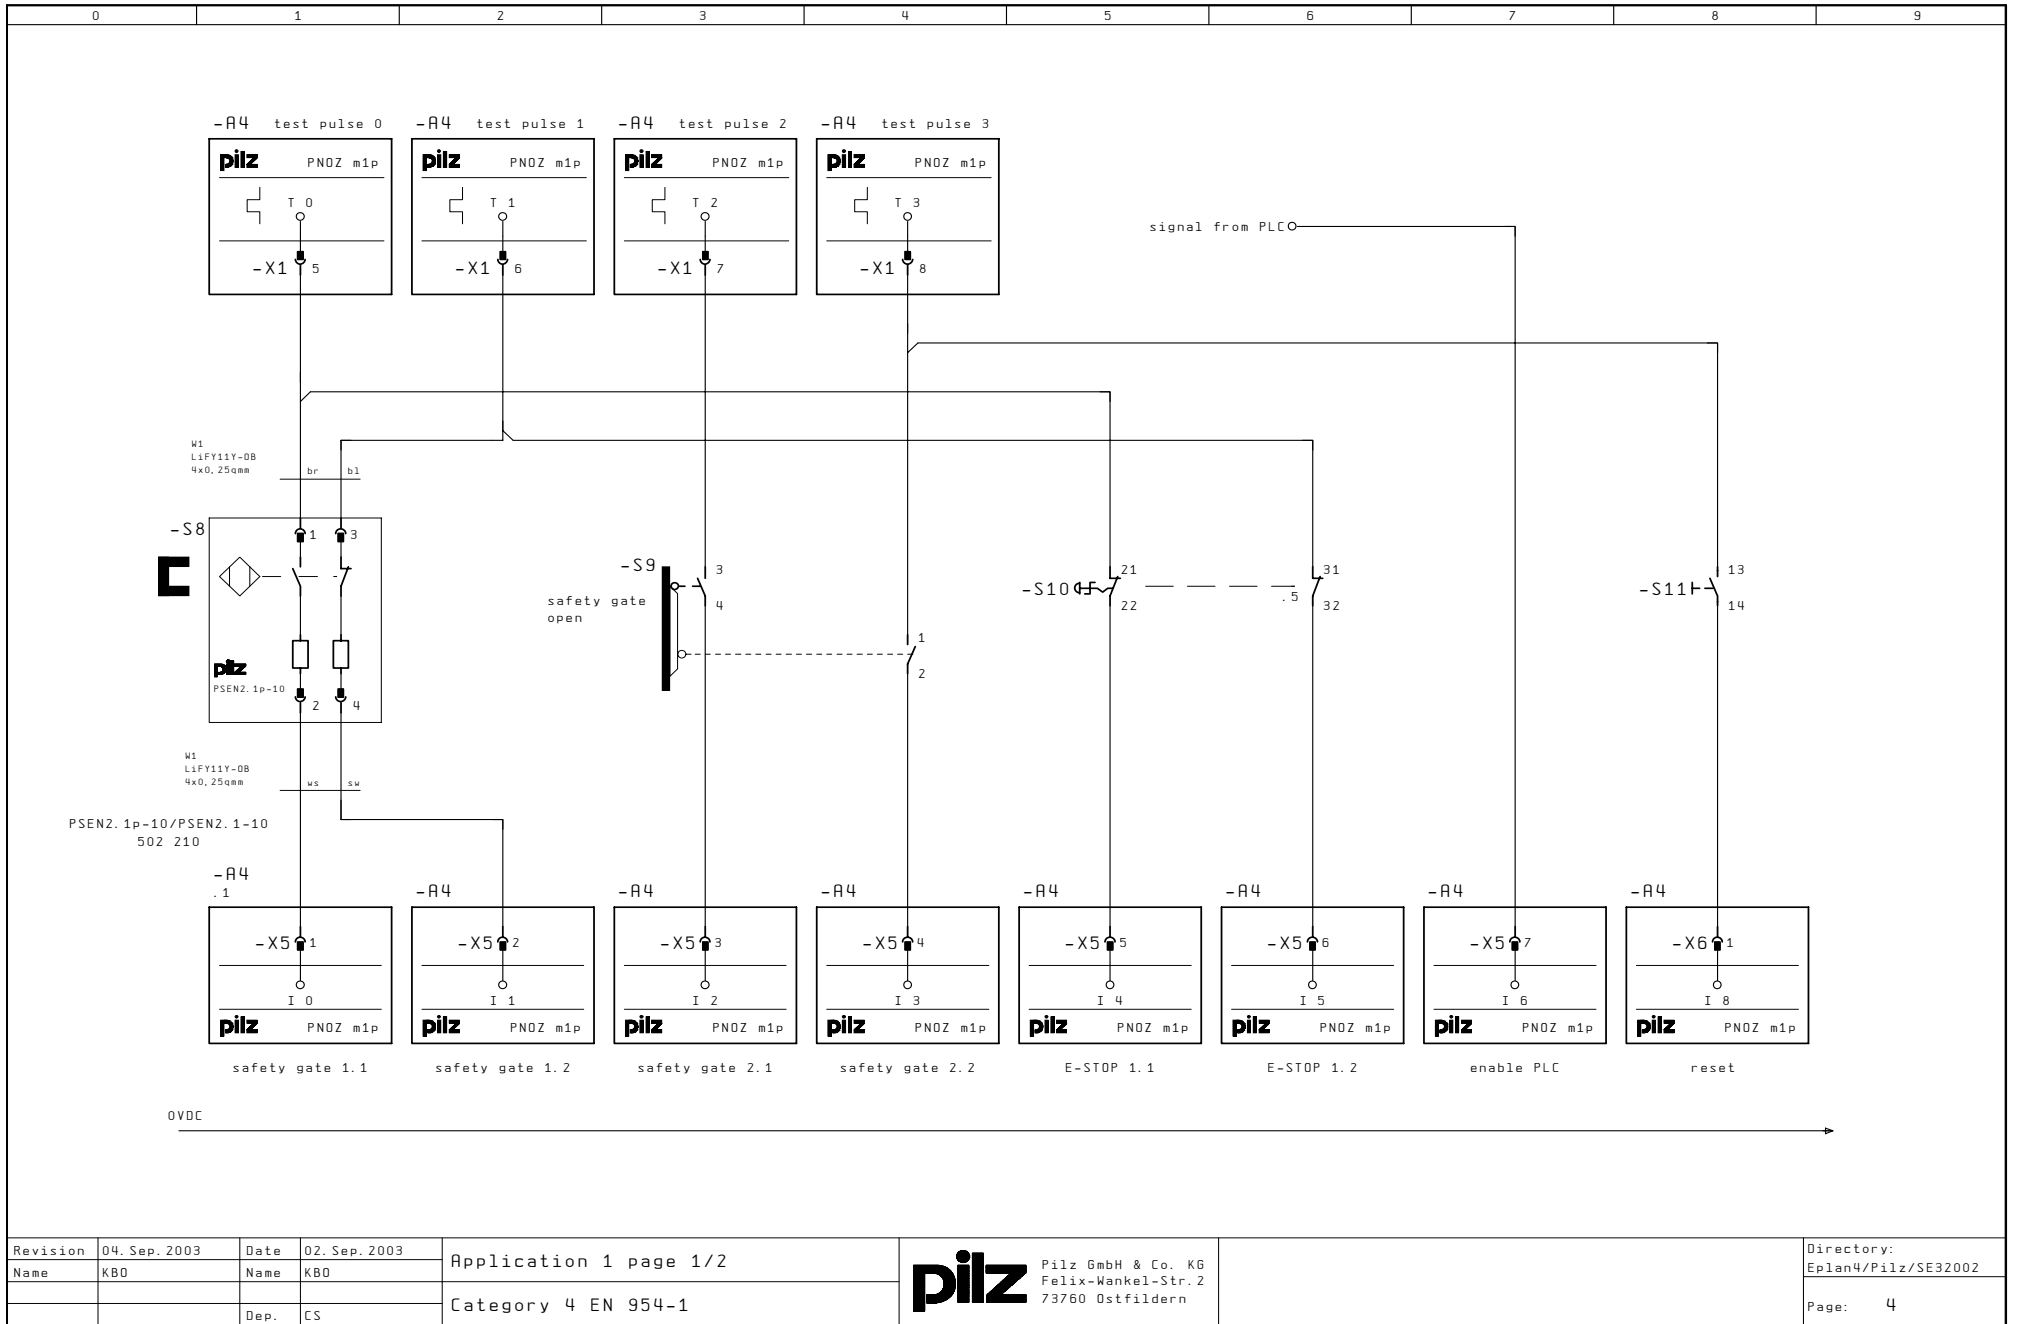 0 1 2 3 4 5 6 7 8 9
-A4 test pulse 0 -A4 test pulse 1 -A4 test pulse 2 -A4 test pulse 3
pilz PNOZ m1p pilz PNOZ m1p pilz PNOZ m1p pilz PNOZ m1p
T 0 T 1 T 2 T 3
signal from PLC
-X1 5 -X1 6 -X1 7 -X1 8
W1
LiFY11Y-OB
4x0,25qmm
br bl
-S8 1 3
-S9 3
4
safety gate
open
-S10 21
22
31
.5
32
-S11 13
14
1
2
pilz
PSEN2.1p-10
2 4
W1
LiFY11Y-OB
4x0,25qmm
ws sw
PSEN2.1p-10/PSEN2.1-10
502 210
-A4
.1
-A4 -A4 -A4 -A4 -A4 -A4 -A4
-X5 1 -X5 2 -X5 3 -X5 4 -X5 5 -X5 6 -X5 7 -X6 1
I 0 I 1 I 2 I 3 I 4 I 5 I 6 I 8
pilz PNOZ m1p pilz PNOZ m1p pilz PNOZ m1p pilz PNOZ m1p pilz PNOZ m1p pilz PNOZ m1p pilz PNOZ m1p pilz PNOZ m1p
safety gate 1.1 safety gate 1.2 safety gate 2.1 safety gate 2.2 E-STOP 1.1 E-STOP 1.2 enable PLC reset
0VDC
Revision 04.Sep.2003 Date 02.Sep.2003
Name KBO Name KBO
Dep. CS
Application 1 page 1/2
Category 4 EN 954-1
pilz
Pilz GmbH & Co. KG
Felix-Wankel-Str.2
73760 Ostfildern
Directory:
Eplan4/Pilz/SE32002
Page: 4